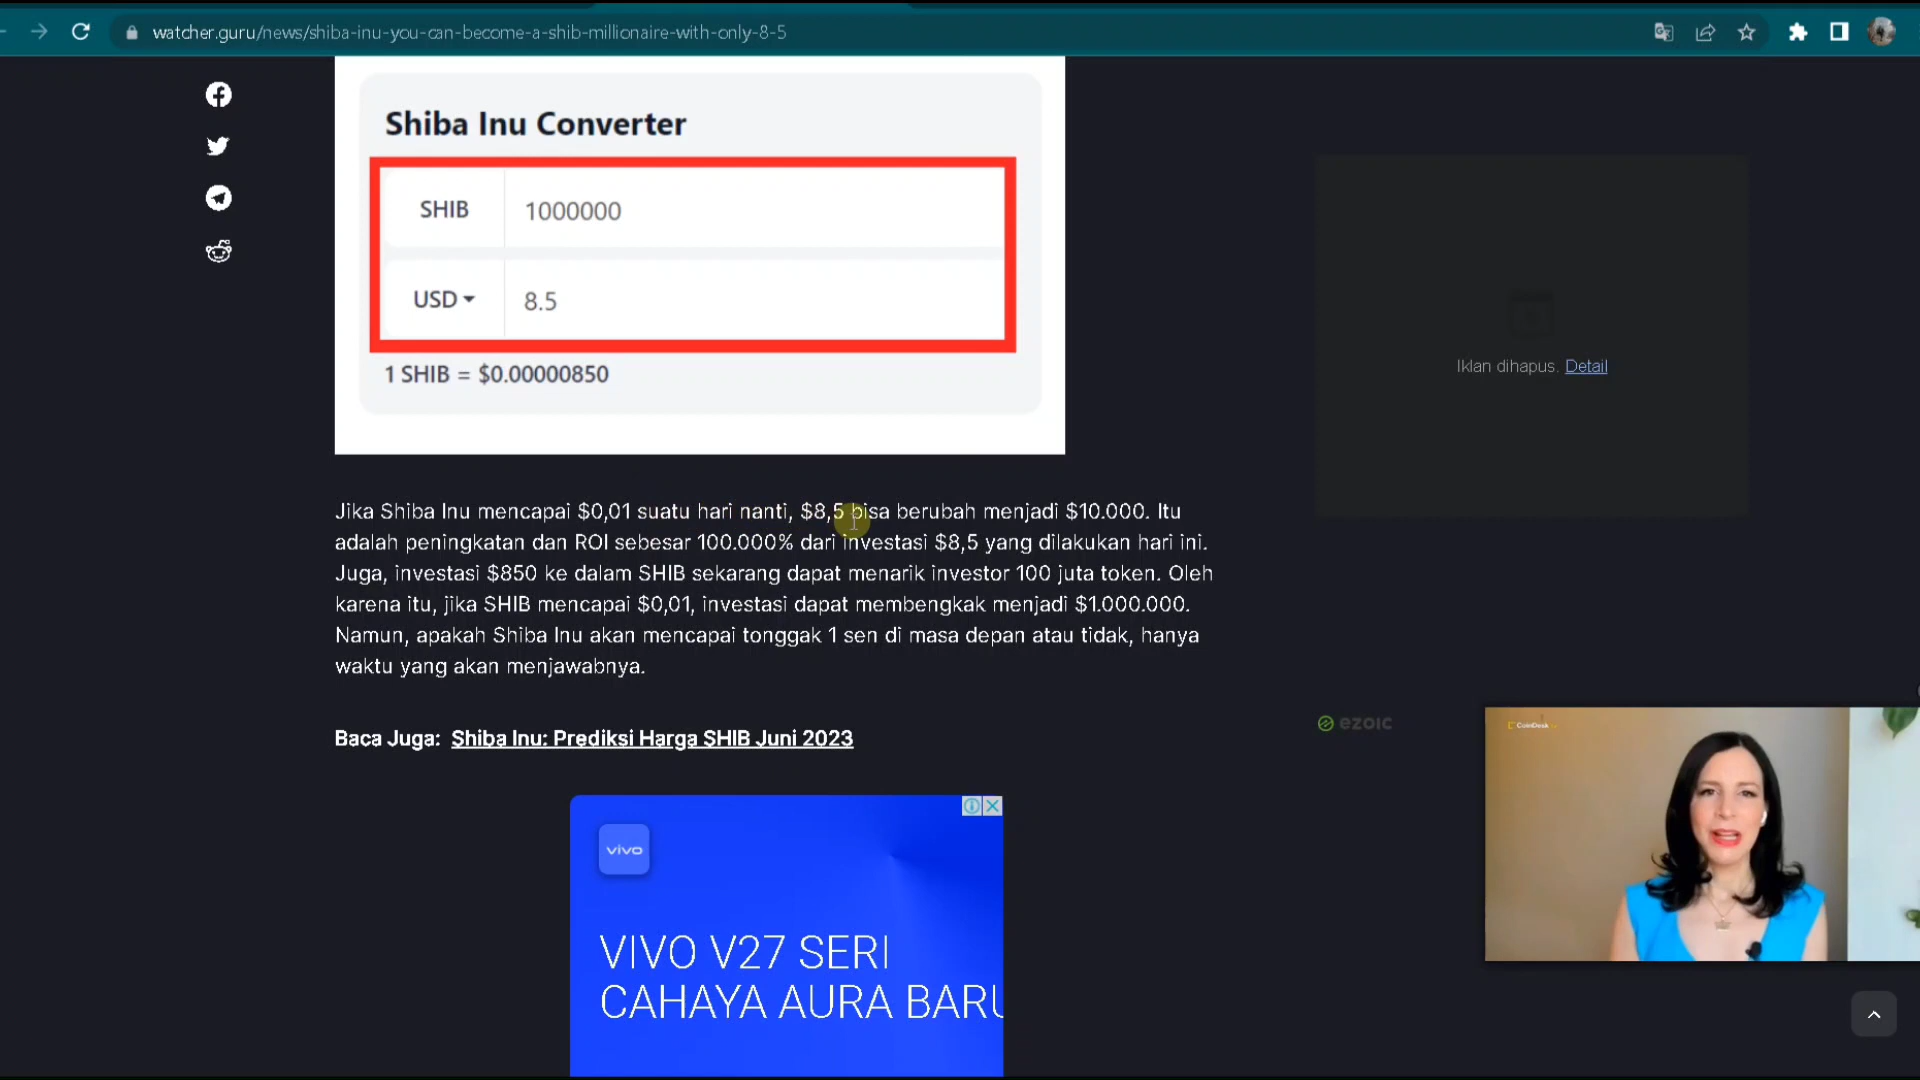 watcher.guru/news/shiba-inu-you-can-become-a-shib-millionaire-with-only-8-5
Shiba Inu Converter
SHIB
1000000
USD
8.5
1 SHIB = $0.00000850
Iklan dihapus. Detail
Jika Shiba Inu mencapai $0,01 suatu hari nanti, $8,5 bisa berubah menjadi $10.000. Itu
adalah peningkatan dan ROI sebesar 100.000% dari investasi $8,5 yang dilakukan hari ini.
Juga, investasi $850 ke dalam SHIB sekarang dapat menarik investor 100 juta token. Oleh
karena itu, jika SHIB mencapai $0,01, investasi dapat membengkak menjadi $1.000.000.
Namun, apakah Shiba Inu akan mencapai tonggak 1 sen di masa depan atau tidak, hanya
waktu yang akan menjawabnya.
ezoic
CoinDesk
Baca Juga: Shiba Inu: Prediksi Harga SHIB Juni 2023
vivo
VIVO V27 SERI
CAHAYA AURA BARU